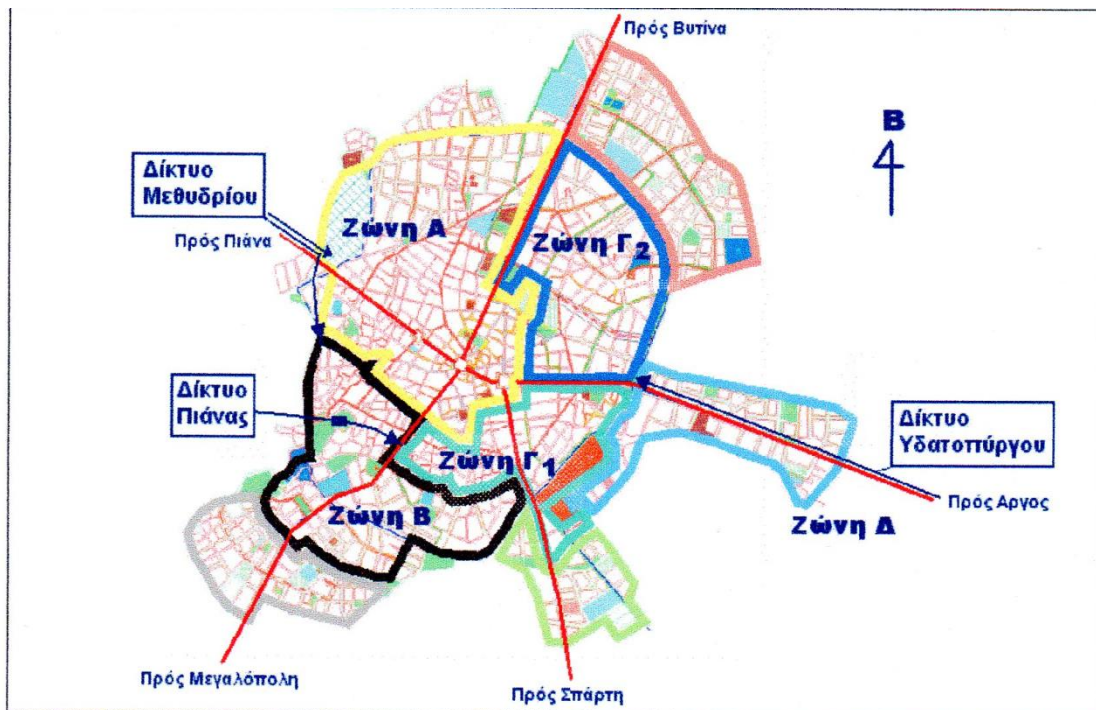 Πρός Βυτίνα
Β
Δίκτυο
Μεθυδρίου
Πρός Πιάνα
Ζώνη Α
Ζώνη Γ2
Δίκτυο
Πιάνας
Δίκτυο
Υδατοπύργου
Ζώνη Γ1
Πρός Αργος
Ζώνη Β
Ζώνη Δ
Πρός Μεγαλόπολη
Πρός Σπάρτη